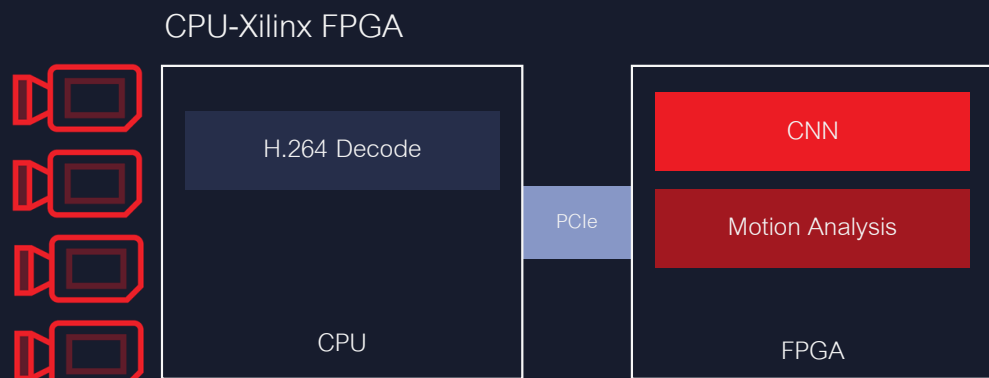 CPU-Xilinx FPGA
H.264 Decode
CPU
PCIe
CNN
Motion Analysis
FPGA